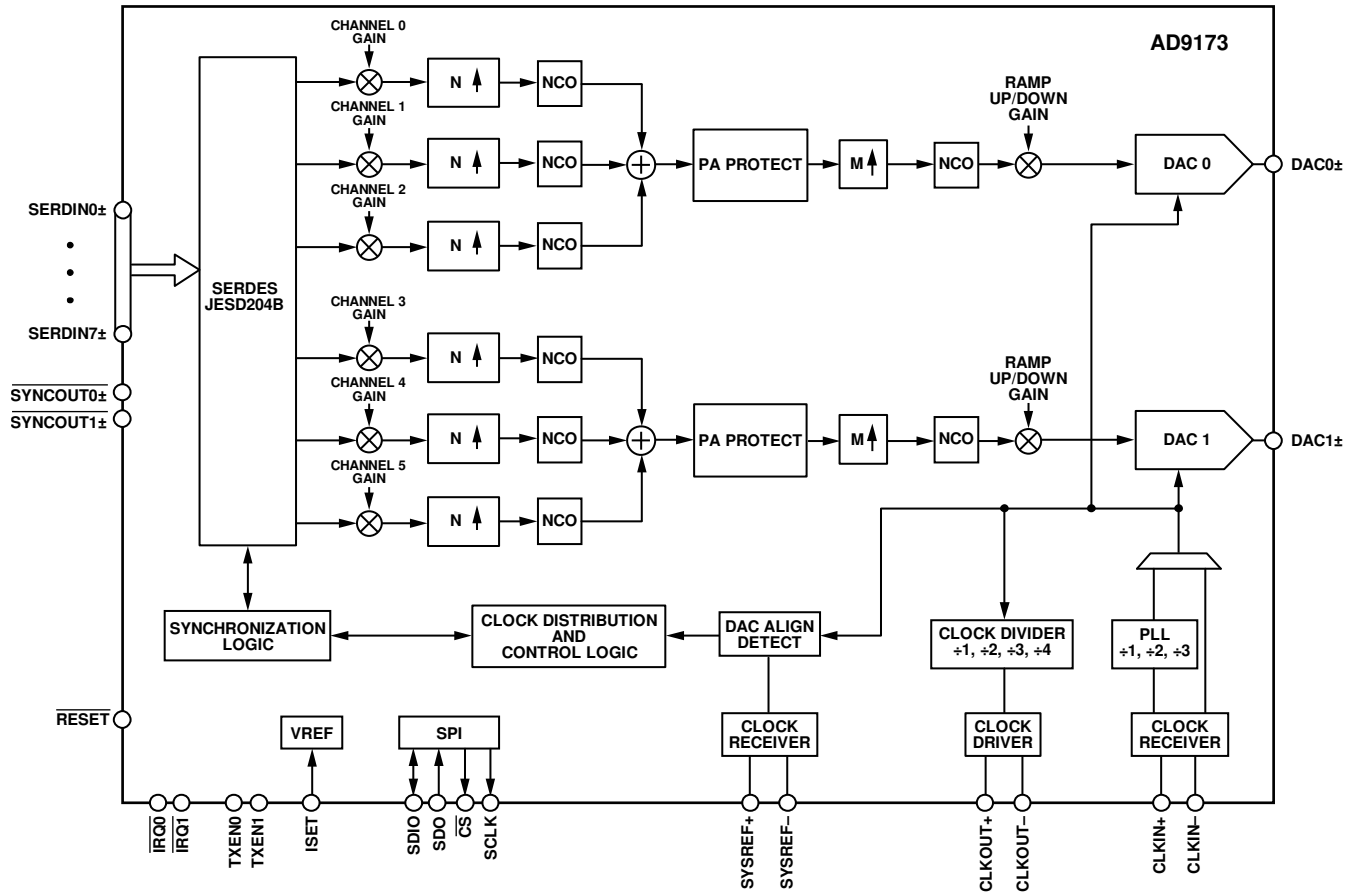 AD9173
CHANNEL 0
GAIN
N
NCO
CHANNEL 1
GAIN
N
NCO
CHANNEL 2
GAIN
N
NCO
PA PROTECT
M
NCO
RAMP
UP/DOWN
GAIN
DAC 0
DAC0±
SERDIN0±
SERDIN7±
SYNCOUT0±
SYNCOUT1±
SERDES
JESD204B
CHANNEL 3
GAIN
N
NCO
CHANNEL 4
GAIN
N
NCO
CHANNEL 5
GAIN
N
NCO
PA PROTECT
M
NCO
RAMP
UP/DOWN
GAIN
DAC 1
DAC1±
SYNCHRONIZATION
LOGIC
CLOCK DISTRIBUTION
AND
CONTROL LOGIC
DAC ALIGN
DETECT
CLOCK DIVIDER
÷1, ÷2, ÷3, ÷4
PLL
÷1, ÷2, ÷3
RESET
VREF
SPI
CLOCK
RECEIVER
CLOCK
DRIVER
CLOCK
RECEIVER
IRQ0
IRQ1
TXEN0
TXEN1
ISET
SDIO
SDO
CS
SCLK
SYSREF+
SYSREF–
CLKOUT+
CLKOUT–
CLKIN+
CLKIN–